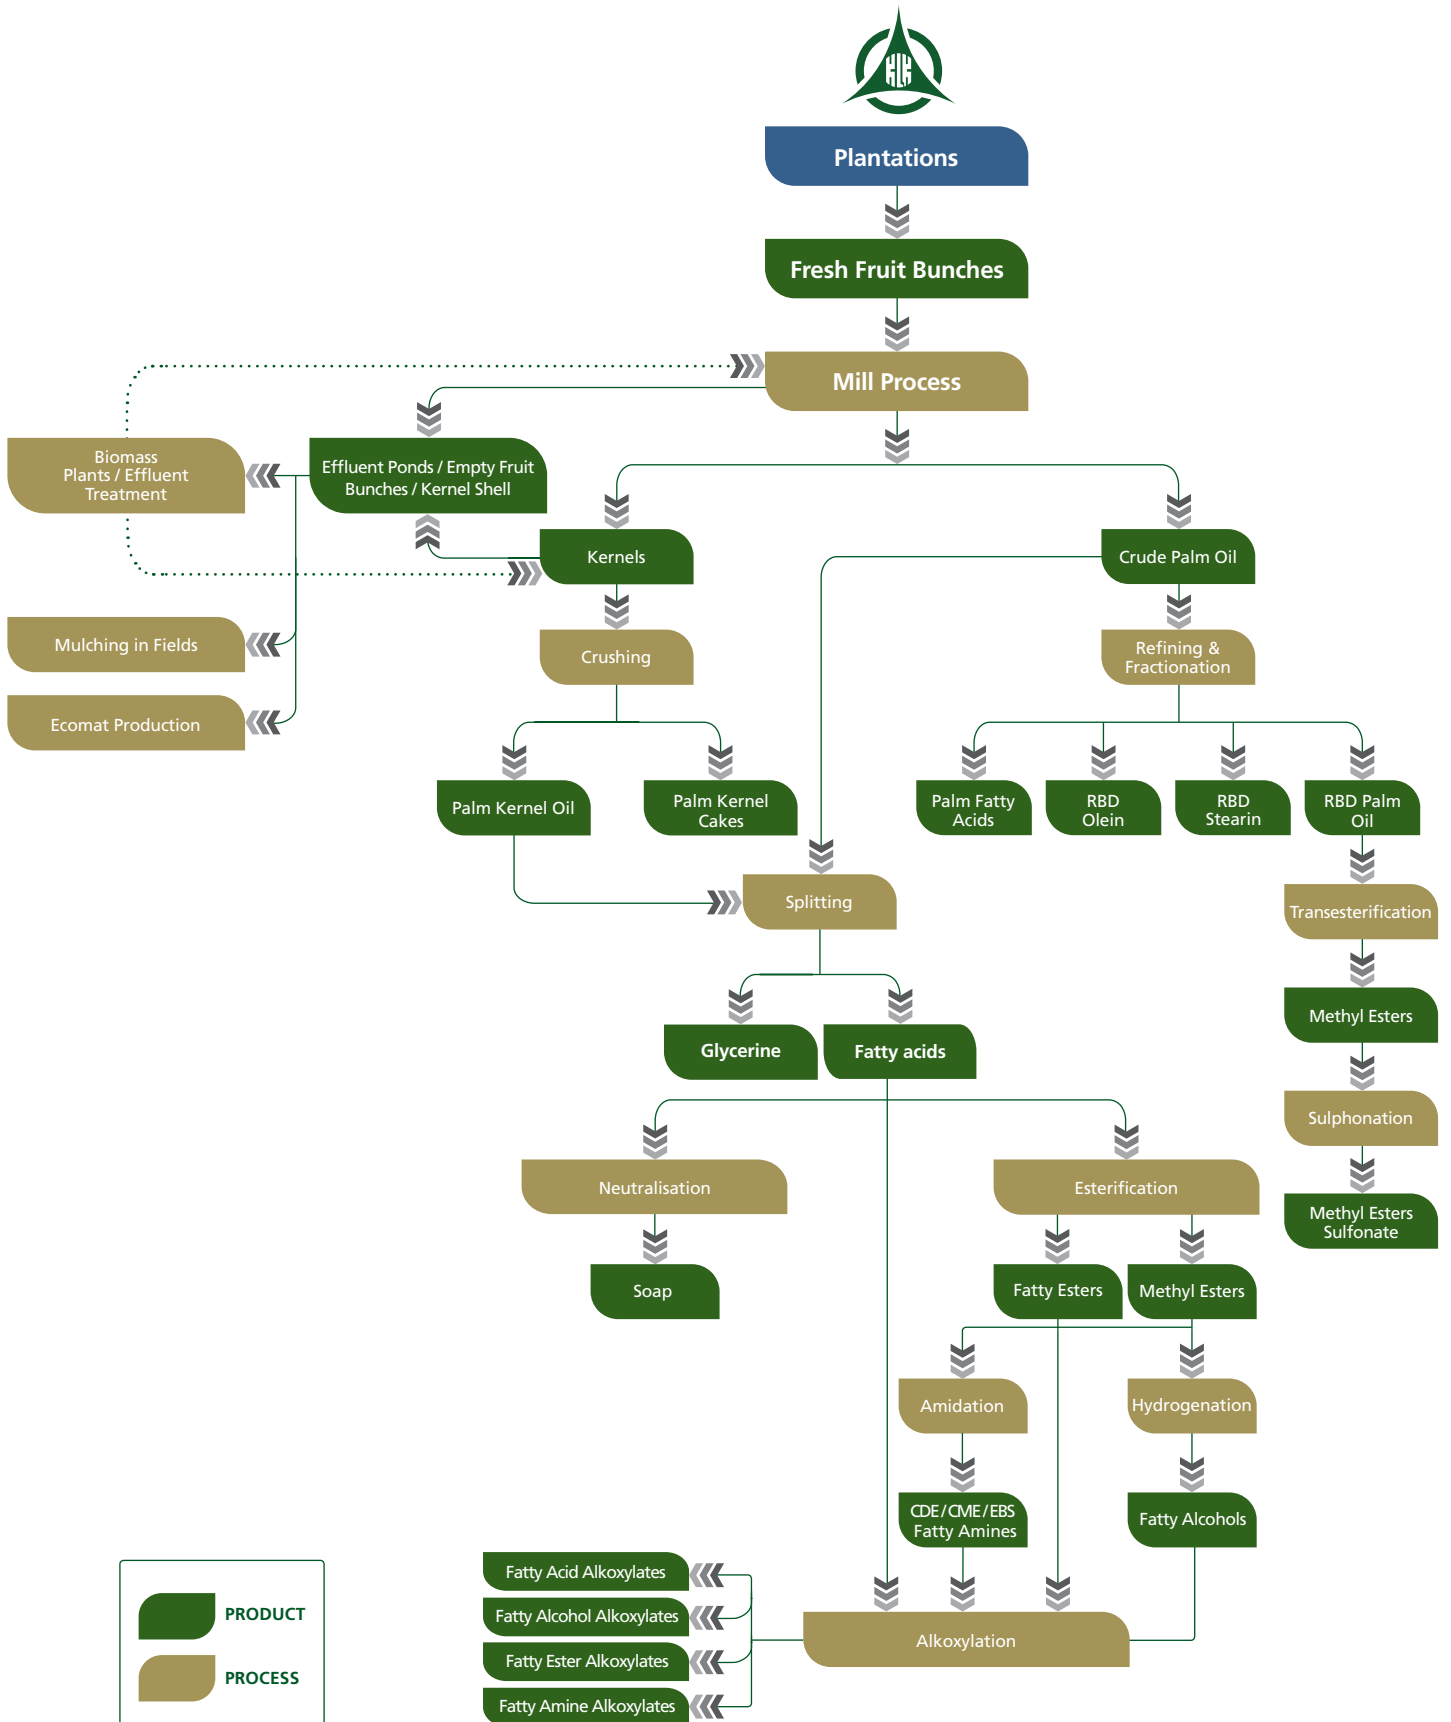 Plantations
Fresh Fruit Bunches
Mill Process
Biomass
Plants / Effluent
Treatment
Effluent Ponds / Empty Fruit
Bunches / Kernel Shell
Kernels
Crude Palm Oil
Mulching in Fields
Crushing
Refining &
Fractionation
Ecomat Production
Palm Kernel Oil
Palm Kernel
Cakes
Palm Fatty
Acids
RBD
Olein
RBD
Stearin
RBD Palm
Oil
Splitting
Transesterification
Methyl Esters
Glycerine
Fatty acids
Sulphonation
Neutralisation
Esterification
Methyl Esters
Sulfonate
Soap
Fatty Esters
Methyl Esters
Amidation
Hydrogenation
CDE / CME / EBS
Fatty Amines
Fatty Alcohols
Fatty Acid Alkoxylates
Fatty Alcohol Alkoxylates
Fatty Ester Alkoxylates
Fatty Amine Alkoxylates
Alkoxylation
PRODUCT
PROCESS